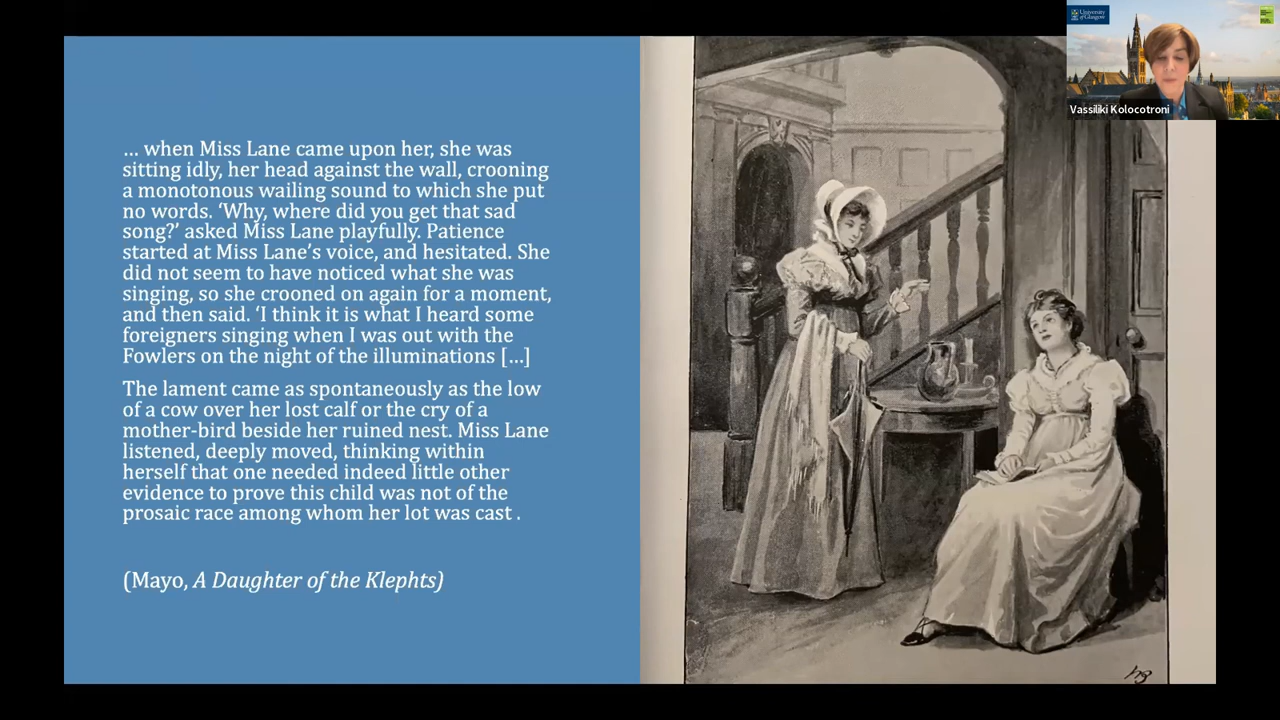 University
of Glasgow
Vassiliki Kolocotroni
... when Miss Lane came upon her, she was
sitting idly, her head against the wall, crooning
a monotonous wailing sound to which she put
no words. ‘Why, where did you get that sad
song?’ asked Miss Lane playfully. Patience
started at Miss Lane’s voice, and hesitated. She
did not seem to have noticed what she was
singing, so she crooned on again for a moment,
and then said. ‘I think it is what I heard some
foreigners singing when I was out with the
Fowlers on the night of the illuminations [...]
The lament came as spontaneously as the low
of a cow over her lost calf or the cry of a
mother-bird beside her ruined nest. Miss Lane
listened, deeply moved, thinking within
herself that one needed indeed little other
evidence to prove this child was not of the
prosaic race among whom her lot was cast .
(Mayo, A Daughter of the Klephts)